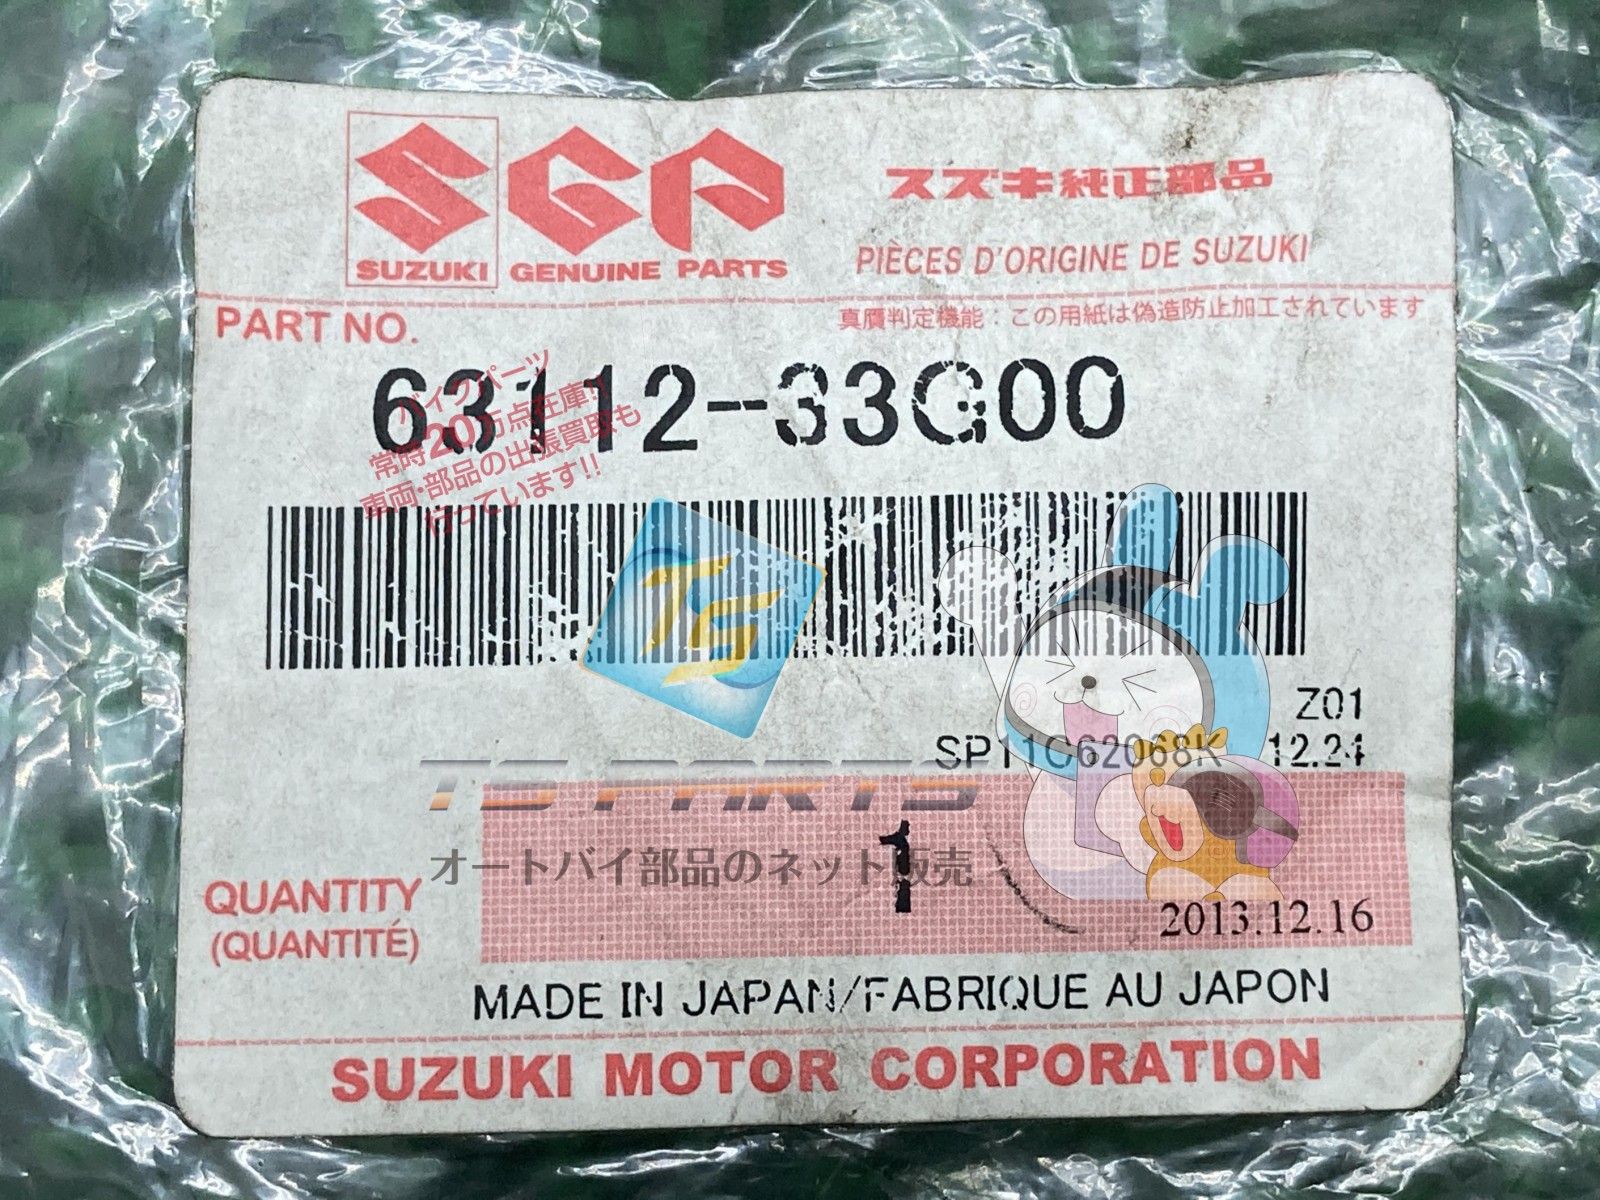 SGP
SUZUKI GENUINE PARTS
スズキ純正部品
PIÈCES D'ORIGINE DE SUZUKI
PART NO.
真贋判定機能：この用紙は偽造防止加工されています
63112-33G00
バイクパーツ
常時20万点在庫!!
車両・部品の出張買取も
行っています!!
TS
Z01
SP11C62068K 12.24
TS PARTS
オートバイ部品のネット販売
1
QUANTITY
(QUANTITÉ)
2013.12.16
MADE IN JAPAN/FABRIQUE AU JAPON
SUZUKI MOTOR CORPORATION